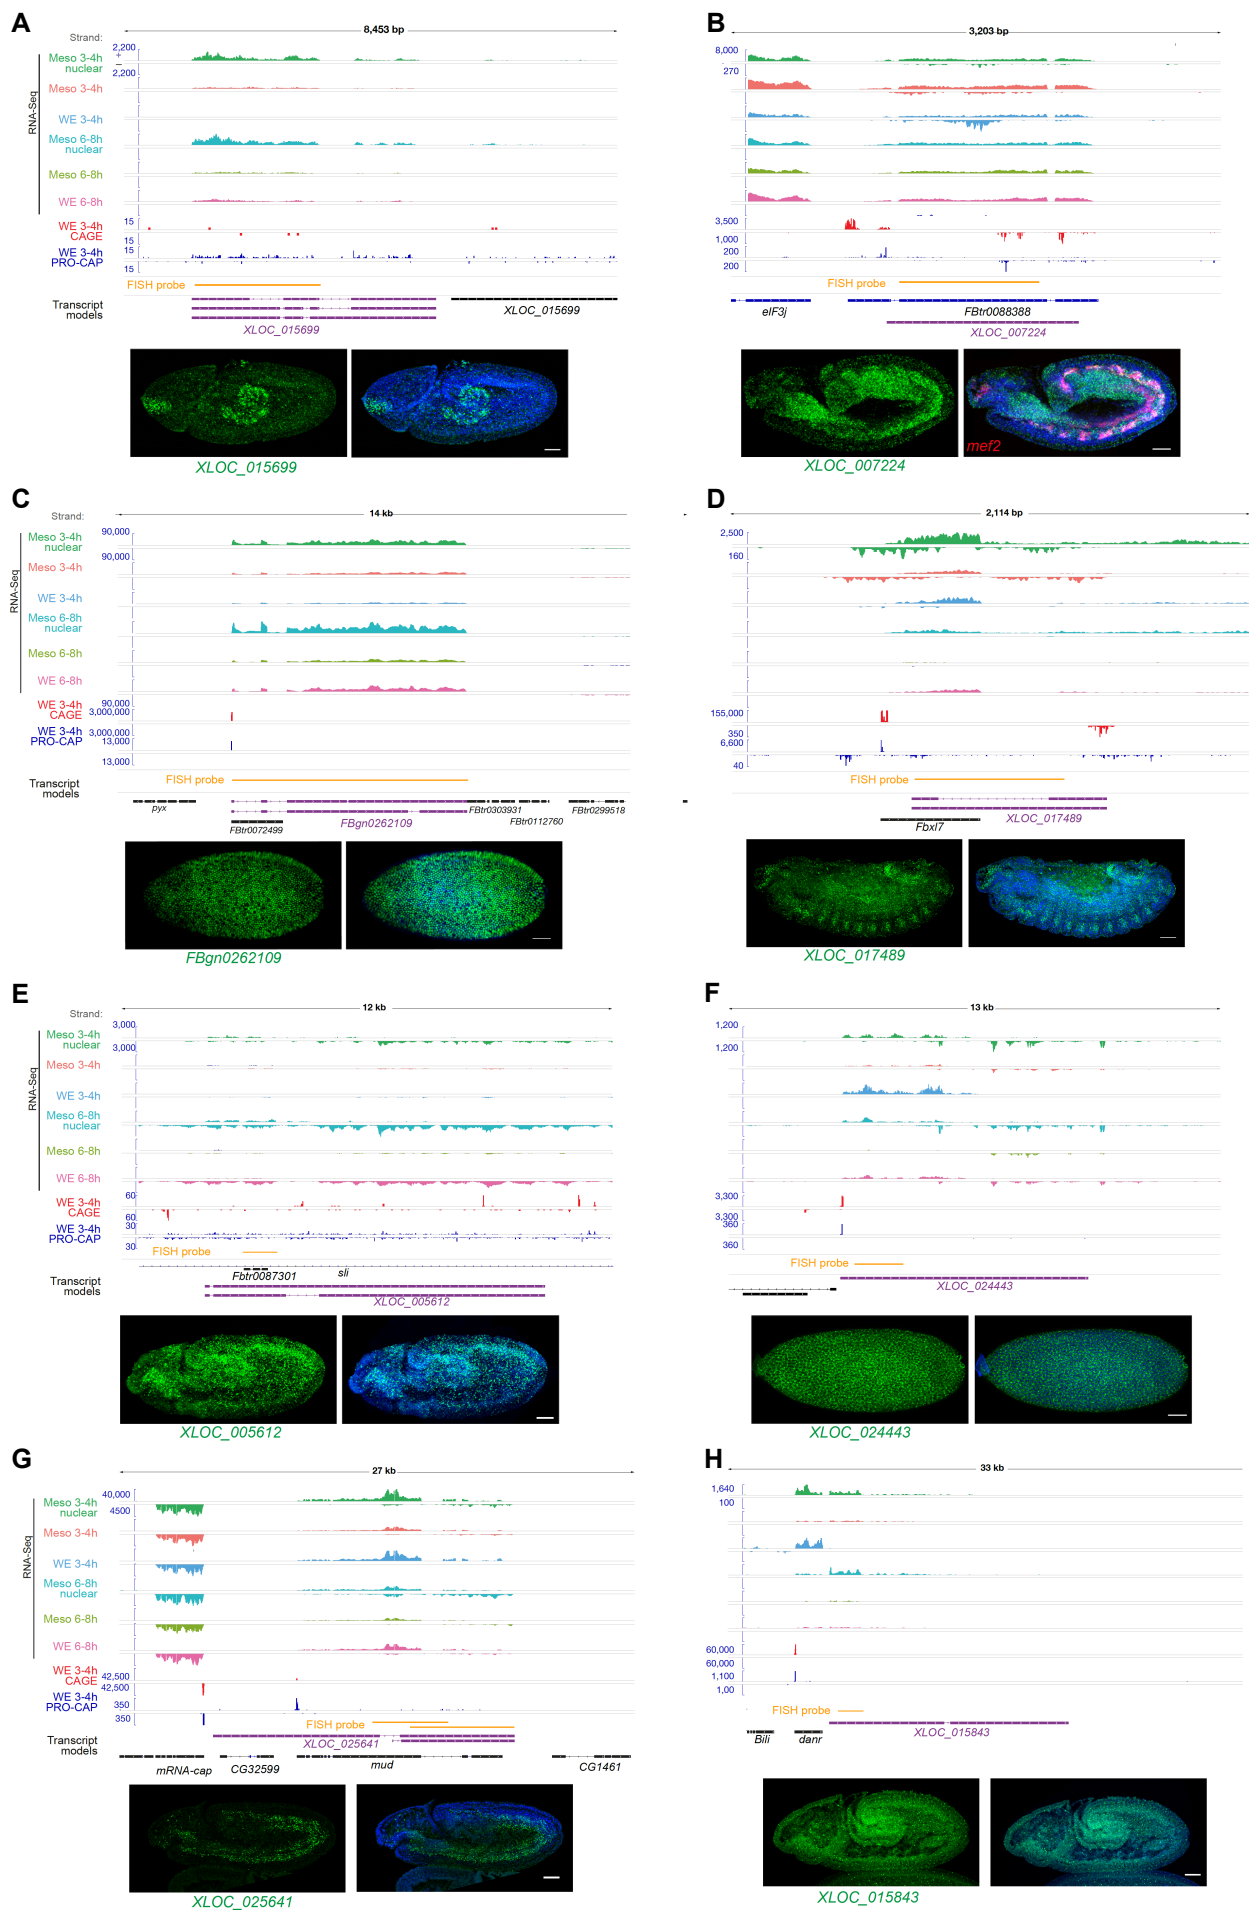 A
8,453 bp
Strand:
RNA-Seq
2,200
+
−
2,200
Meso 3-4h
nuclear
Meso 3-4h
WE 3-4h
Meso 6-8h
nuclear
Meso 6-8h
WE 6-8h
WE 3-4h
CAGE
15
15
WE 3-4h
PRO-CAP
15
15
FISH probe
Transcript
models
XLOC_015699
XLOC_015699
XLOC_015699
B
3,203 bp
8,000
270
3,500
1,000
200
200
FISH probe
eIF3j
FBtr0088388
XLOC_007224
mef2
XLOC_007224
C
14 kb
Strand:
RNA-Seq
90,000
90,000
Meso 3-4h
nuclear
Meso 3-4h
WE 3-4h
Meso 6-8h
nuclear
Meso 6-8h
WE 6-8h
WE 3-4h
CAGE
90,000
3,000,000
WE 3-4h
PRO-CAP
3,000,000
13,000
13,000
FISH probe
Transcript
models
pyx
FBtr0072499
FBgn0262109
FBtr0303931
FBtr0112760
FBtr0299518
FBgn0262109
D
2,114 bp
2,500
160
155,000
350
6,600
40
FISH probe
XLOC_017489
Fbxl7
XLOC_017489
E
12 kb
Strand:
RNA-Seq
3,000
3,000
Meso 3-4h
nuclear
Meso 3-4h
WE 3-4h
Meso 6-8h
nuclear
Meso 6-8h
WE 6-8h
WE 3-4h
CAGE
60
60
WE 3-4h
PRO-CAP
30
30
FISH probe
Transcript
models
Fbtr0087301
sli
XLOC_005612
XLOC_005612
F
13 kb
1,200
1,200
3,300
3,300
360
360
FISH probe
XLOC_024443
XLOC_024443
G
27 kb
RNA-Seq
40,000
4500
Meso 3-4h
nuclear
Meso 3-4h
WE 3-4h
Meso 6-8h
nuclear
Meso 6-8h
WE 6-8h
WE 3-4h
CAGE
42,500
42,500
WE 3-4h
PRO-CAP
350
350
FISH probe
Transcript
models
XLOC_025641
mRNA-cap
CG32599
mud
CG1461
XLOC_025641
H
33 kb
1,640
100
60,000
60,000
1,100
1,00
FISH probe
Bili
danr
XLOC_015843
XLOC_015843